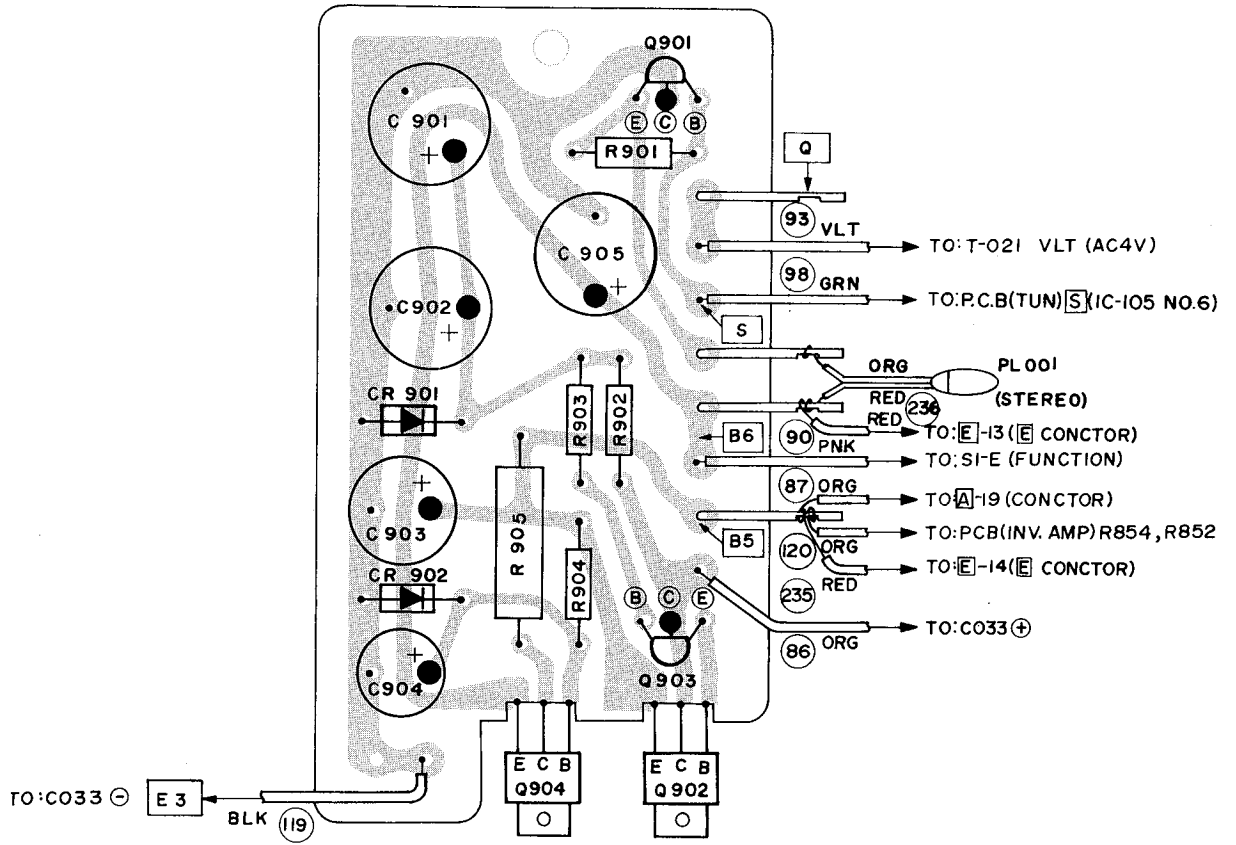 Q901
C 901
+
E C B
R901
Q
93 VLT
TO:T-021 VLT (AC4V)
C 905
+
98 GRN
TO:P.C.B(TUN) S (IC-105 NO.6)
C902
+
S
ORG
PL001
(STEREO)
RED
236
RED
CR 901
R903
R902
B6
90 PNK
TO:E-13 (E CONCTOR)
TO:S1-E (FUNCTION)
+
C903
R 905
87 ORG
TO:A-19 (CONCTOR)
B5
120 ORG
TO:PCB(INV. AMP) R854, R852
CR 902
R904
235 RED
TO:E-14(E CONCTOR)
B C E
+
C904
Q903
86 ORG
TO:C033 +
E C B
Q904
E C B
Q902
TO:C033 −
E3
BLK 119